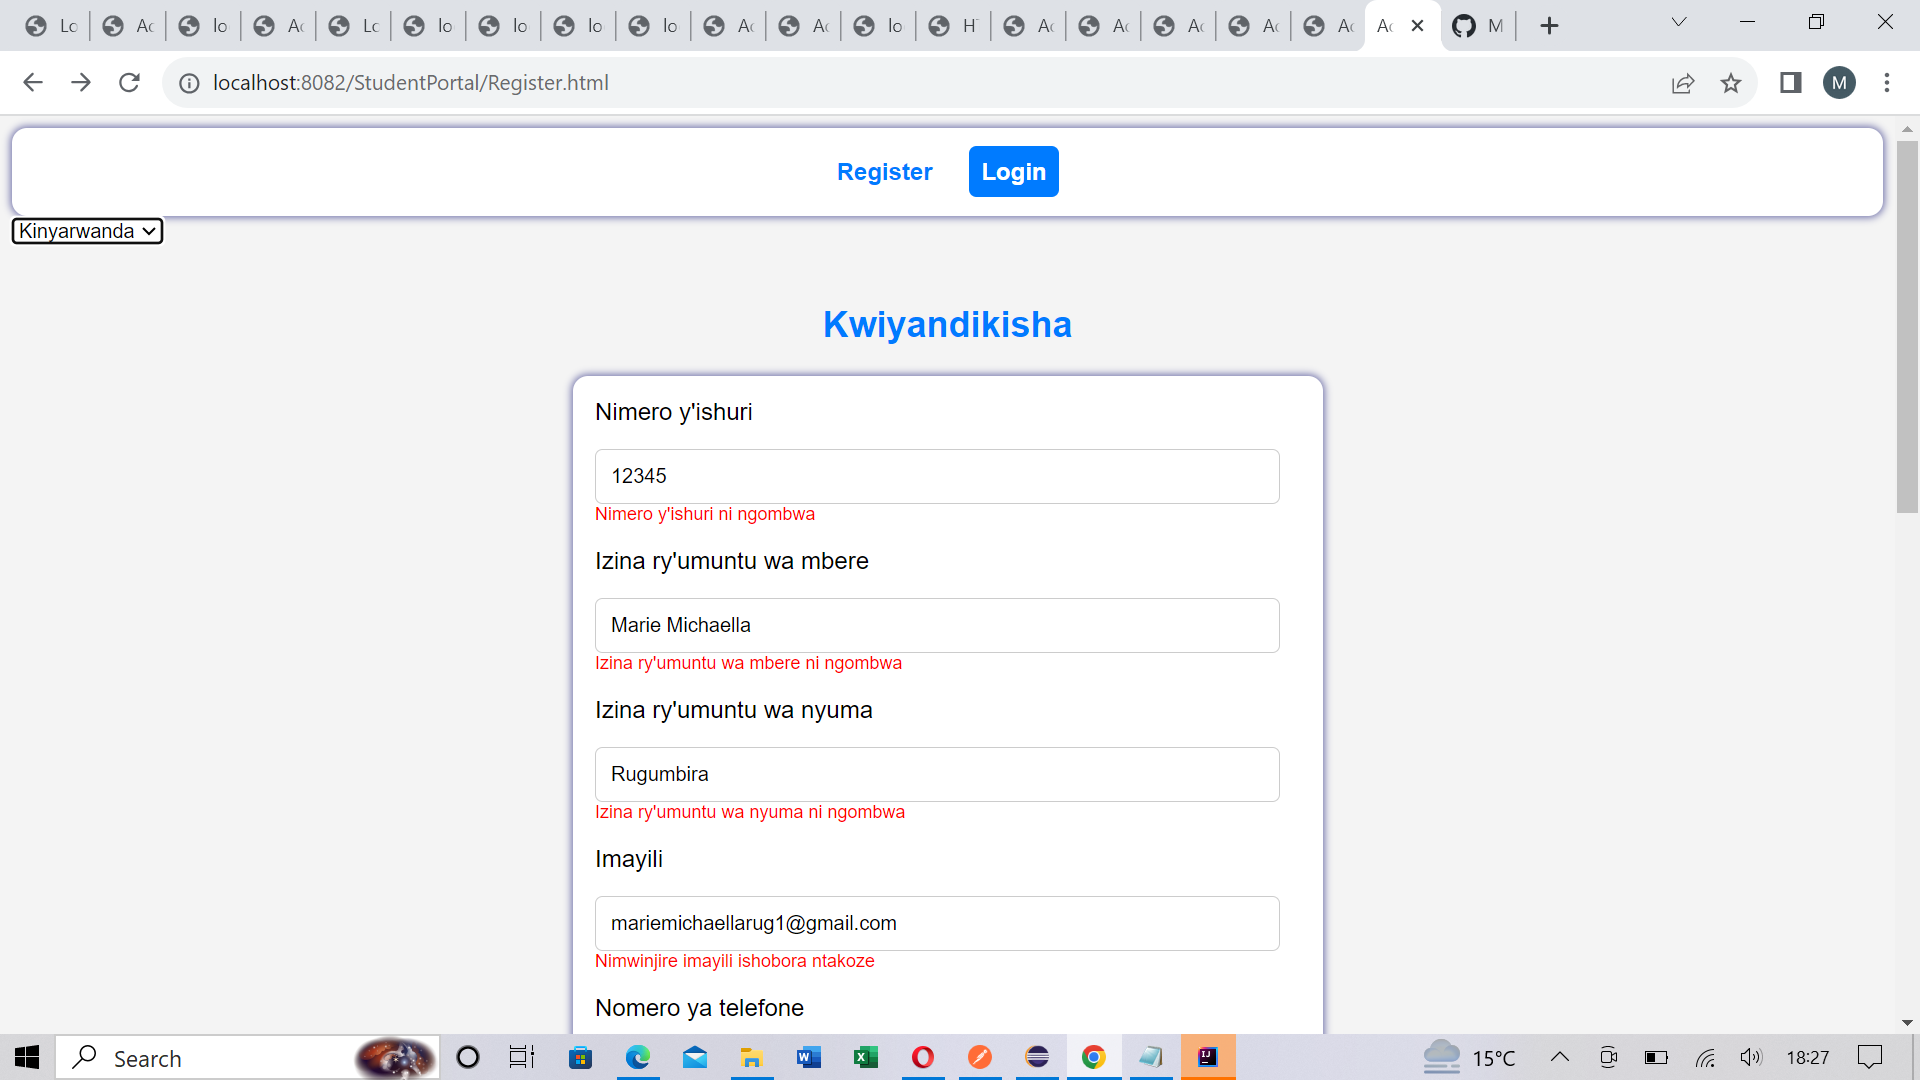 Lo Ac lo Ac Lo lo lo lo lo Ac Ac lo H Ac Ac Ac Ac Ac Ac M
localhost:8082/StudentPortal/Register.html M
Register Login
Kinyarwanda
Kwiyandikisha
Nimero y'ishuri
12345
Nimero y'ishuri ni ngombwa
Izina ry'umuntu wa mbere
Marie Michaella
Izina ry'umuntu wa mbere ni ngombwa
Izina ry'umuntu wa nyuma
Rugumbira
Izina ry'umuntu wa nyuma ni ngombwa
Imayili
mariemichaellarug1@gmail.com
Nimwinjire imayili ishobora ntakoze
Nomero ya telefone
Search 15°C 18:27